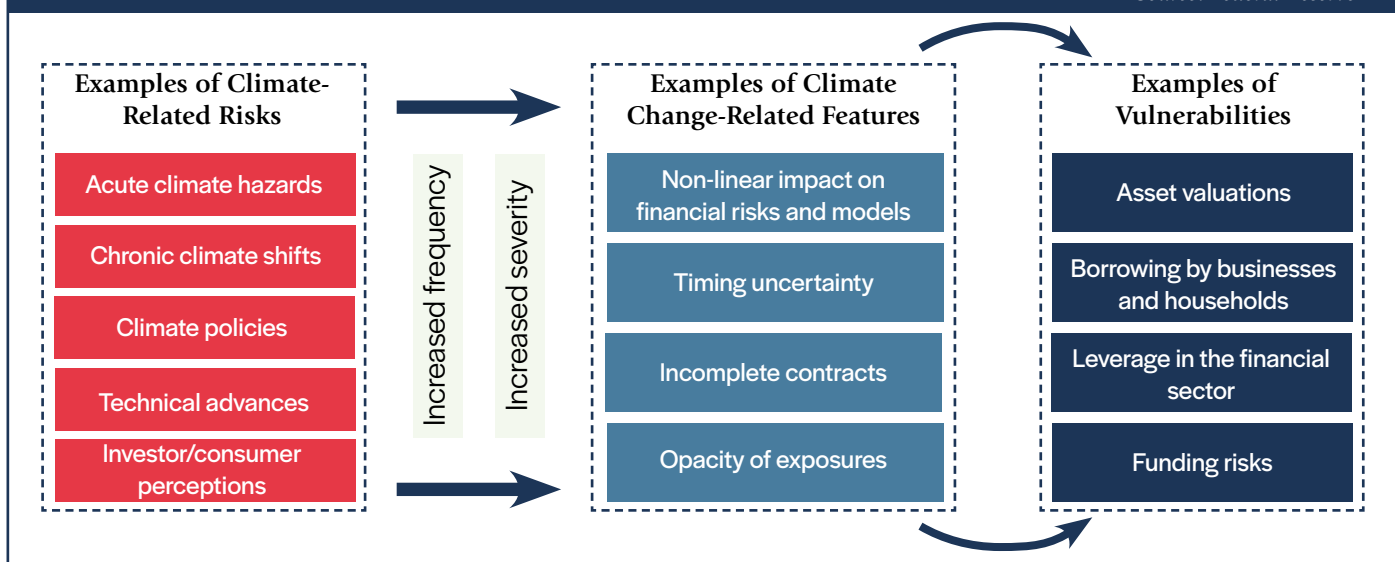 Examples of Climate-
Related Risks
Acute climate hazards
Chronic climate shifts
Climate policies
Technical advances
Investor/consumer
perceptions
Increased frequency
Increased severity
Examples of Climate
Change-Related Features
Non-linear impact on
financial risks and models
Timing uncertainty
Incomplete contracts
Opacity of exposures
Examples of
Vulnerabilities
Asset valuations
Borrowing by businesses
and households
Leverage in the financial
sector
Funding risks